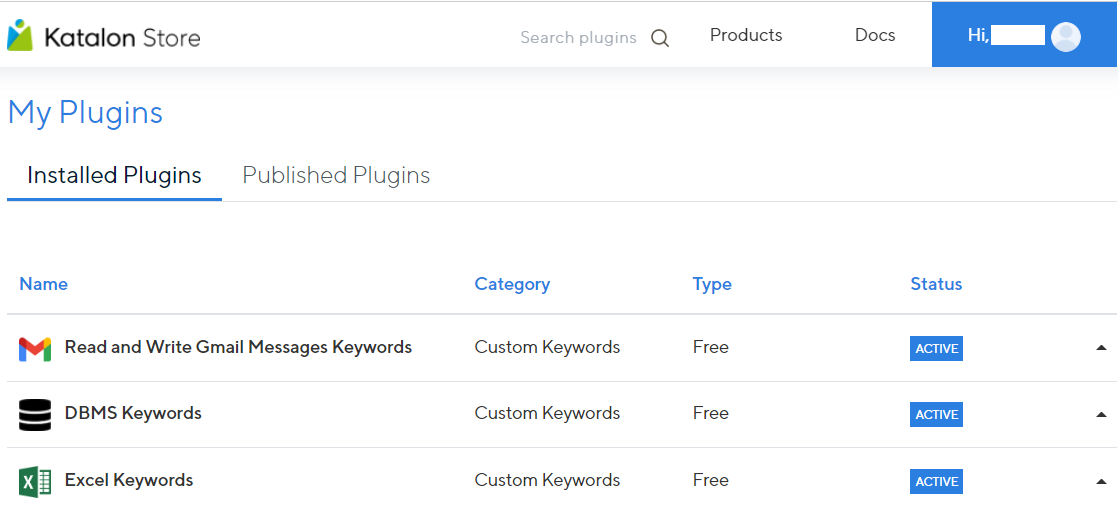 Katalon Store Search plugins Products Docs Hi,
My Plugins
Installed Plugins Published Plugins
Name Category Type Status
Read and Write Gmail Messages Keywords Custom Keywords Free ACTIVE
DBMS Keywords Custom Keywords Free ACTIVE
X Excel Keywords Custom Keywords Free ACTIVE